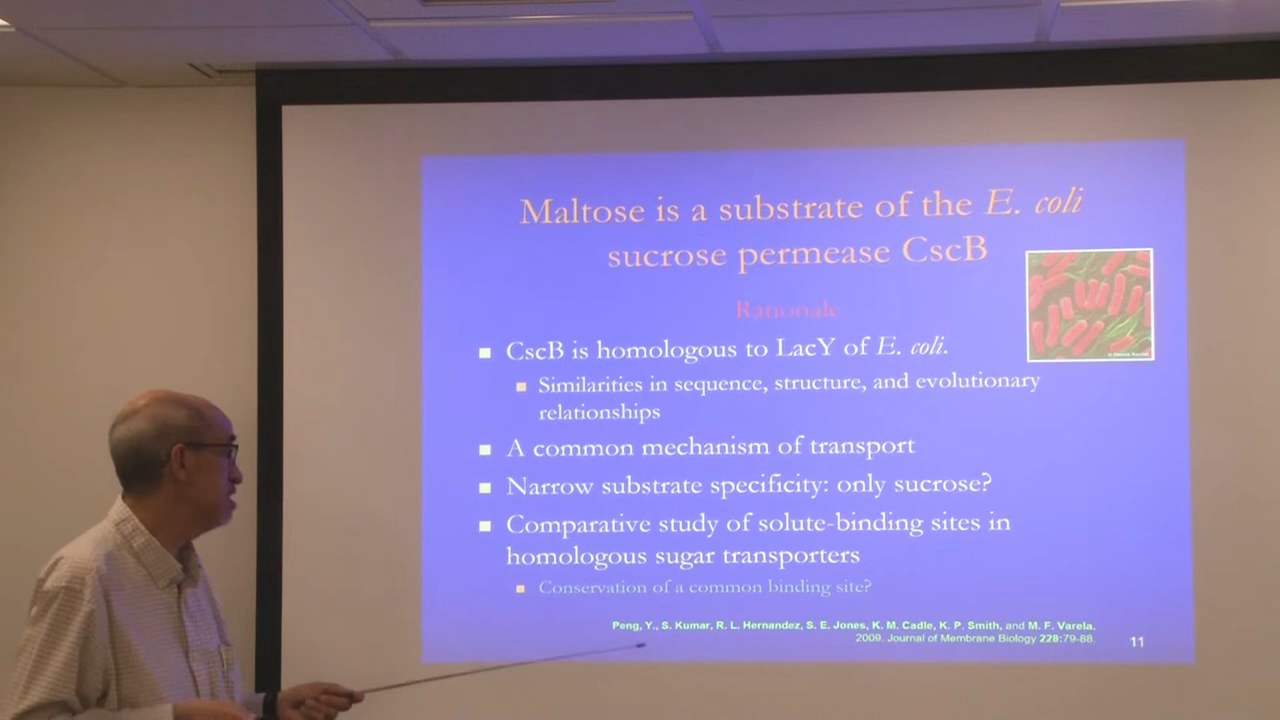 Maltose is a substrate of the E. coli
sucrose permease CscB
Rationale
■ CscB is homologous to LacY of E. coli.
■ Similarities in sequence, structure, and evolutionary
relationships
■ A common mechanism of transport
■ Narrow substrate specificity: only sucrose?
■ Comparative study of solute-binding sites in
homologous sugar transporters
■ Conservation of a common binding site?
Peng, Y., S. Kumar, R. L. Hernandez, S. E. Jones, K. M. Cadle, K. P. Smith, and M. F. Varela.
2009. Journal of Membrane Biology 228:79-88.
11